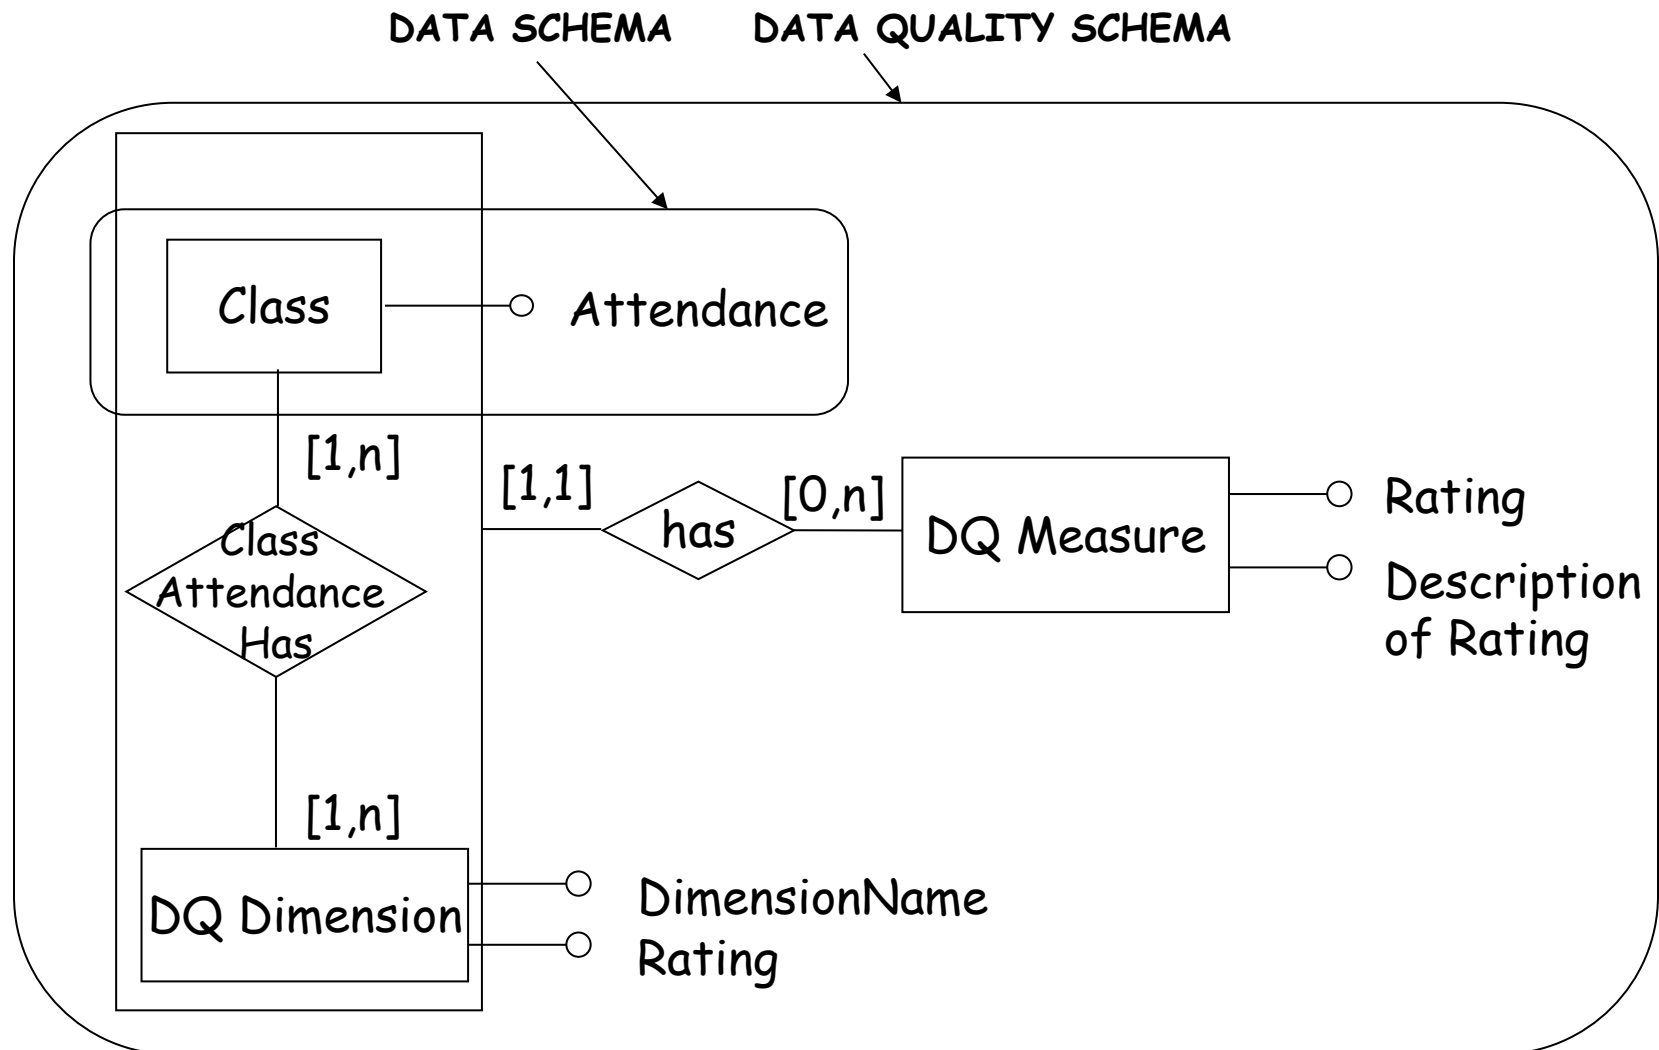 DATA SCHEMA
DATA QUALITY SCHEMA
Class
Attendance
[1,n]
[1,1]
[0,n]
has
DQ Measure
Rating
Description
of Rating
Class
Attendance
Has
[1,n]
DQ Dimension
DimensionName
Rating